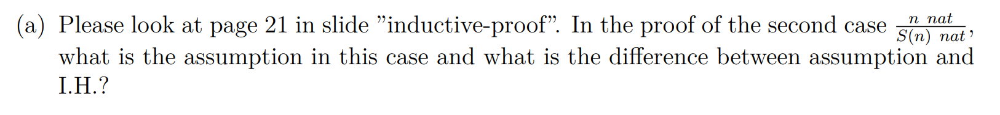 (a) Please look at page 21 in slide ”inductive-proof”. In the proof of the second case $\frac{n \ nat}{S(n) \ nat}$,
what is the assumption in this case and what is the difference between assumption and
I.H.?